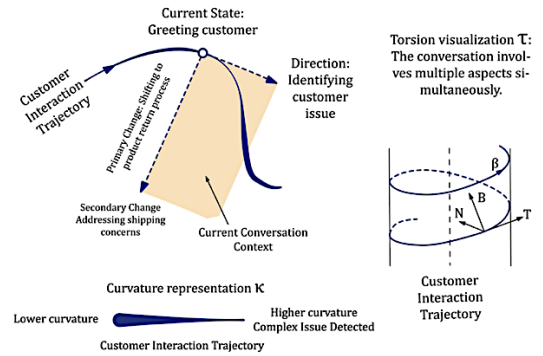 Current State:
Greeting customer
Customer
Interaction
Trajectory
Primary Change: Shifting to
product return process
Direction:
Identifying
customer
issue
Secondary Change
Addressing shipping
concerns
Current Conversation
Context
Curvature representation κ
Lower curvature
Higher curvature
Complex Issue Detected
Customer Interaction Trajectory
Torsion visualization τ:
The conversation invol-
ves multiple aspects si-
multaneously.
β
B
N
T
Customer
Interaction
Trajectory